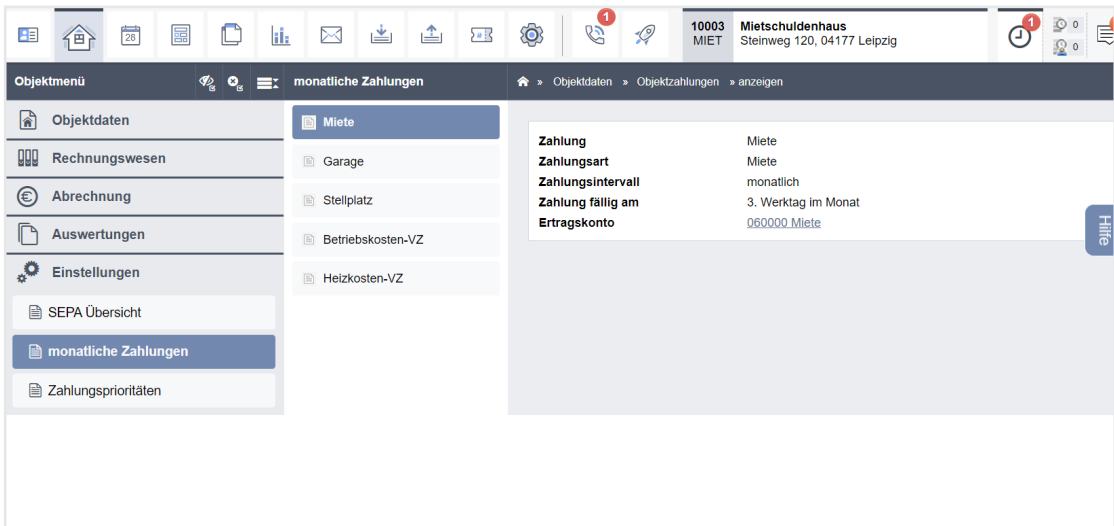 28
#
1
10003 Mietschuldenhaus
MIET Steinweg 120, 04177 Leipzig
1
0
0
Objektmenü
monatliche Zahlungen
» Objektdaten » Objektzahlungen » anzeigen
Objektdaten
Rechnungswesen
Abrechnung
Auswertungen
Einstellungen
SEPA Übersicht
monatliche Zahlungen
Zahlungsprioritäten
Miete
Garage
Stellplatz
Betriebskosten-VZ
Heizkosten-VZ
Zahlung Miete
Zahlungsart Miete
Zahlungsintervall monatlich
Zahlung fällig am 3. Werktag im Monat
Ertragskonto 060000 Miete
Hilfe